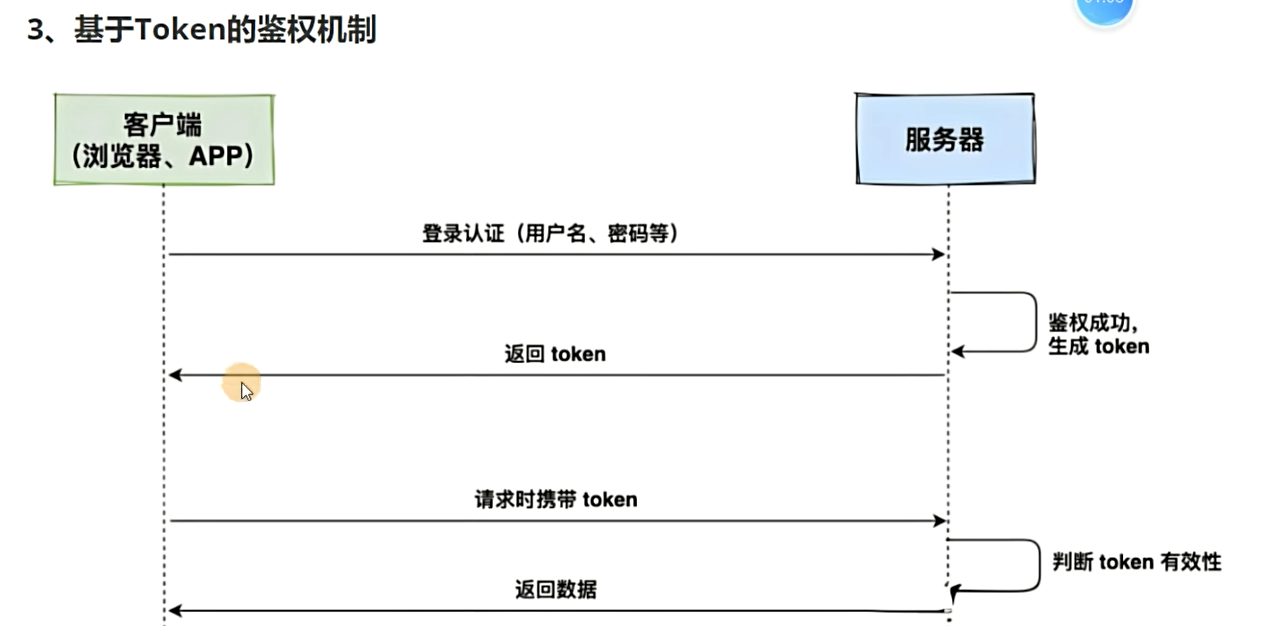 3、基于Token的鉴权机制
客户端
（浏览器、APP）
服务器
登录认证（用户名、密码等）
鉴权成功，
生成 token
返回 token
请求时携带 token
判断 token 有效性
返回数据